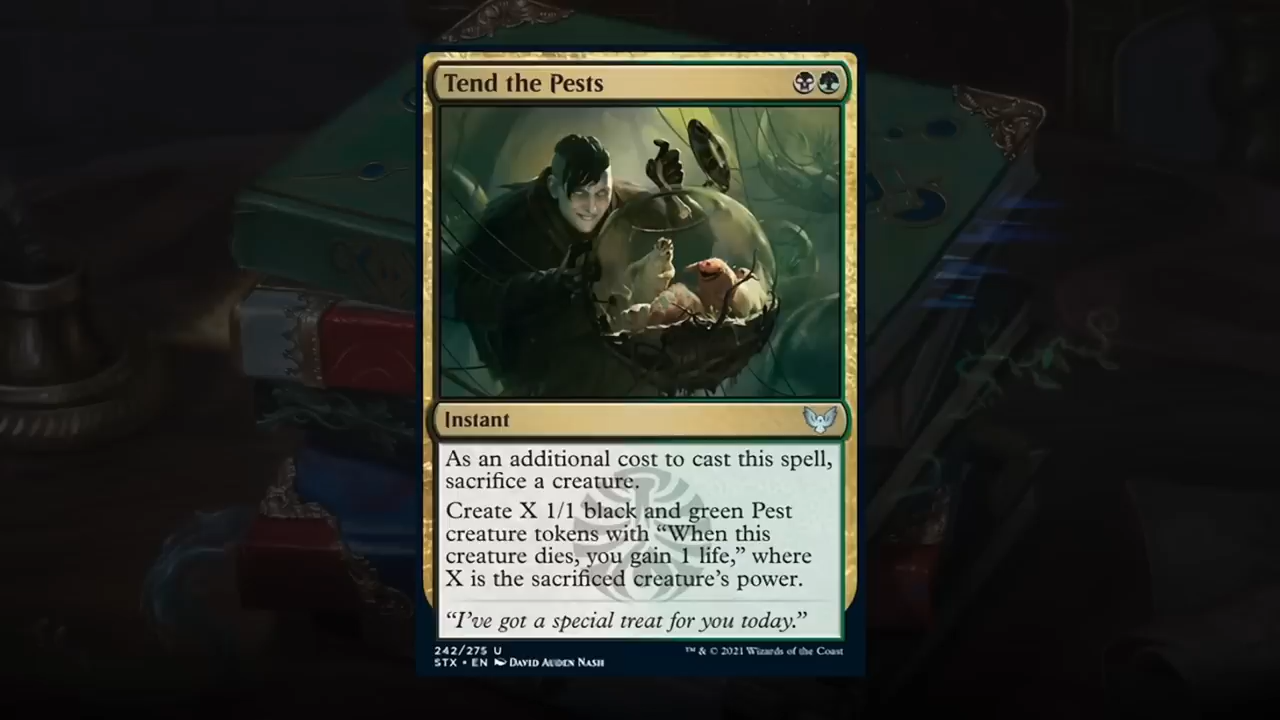 Tend the Pests
Instant
As an additional cost to cast this spell,
sacrifice a creature.
Create X 1/1 black and green Pest
creature tokens with “When this
creature dies, you gain 1 life,” where
X is the sacrificed creature’s power.
“I’ve got a special treat for you today.”
242/275 U
STX • EN David Auden Nash
™ & © 2021 Wizards of the Coast